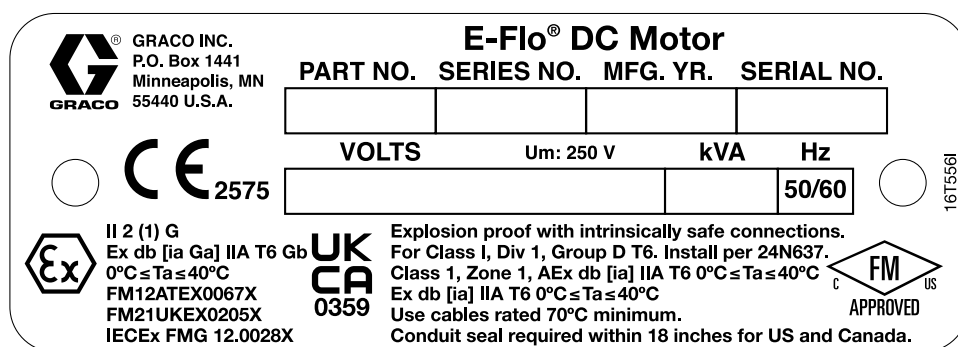 E-Flo® DC Motor
GRACO
®
GRACO INC.
P.O. Box 1441
Minneapolis, MN
55440 U.S.A.
PART NO. SERIES NO. MFG. YR. SERIAL NO.
VOLTS Um: 250 V kVA Hz
50/60
CE 2575
16T556I
Ex
II 2 (1) G
Ex db [ia Ga] IIA T6 Gb
0ºC≤Ta≤40ºC
FM12ATEX0067X
FM21UKEX0205X
IECEx FMG 12.0028X
UK
CA
0359
Explosion proof with intrinsically safe connections.
For Class I, Div 1, Group D T6. Install per 24N637.
Class 1, Zone 1, AEx db [ia] IIA T6 0ºC≤Ta≤40ºC
Ex db [ia] IIA T6 0ºC≤Ta≤40ºC
Use cables rated 70ºC minimum.
Conduit seal required within 18 inches for US and Canada.
FM
C US
APPROVED